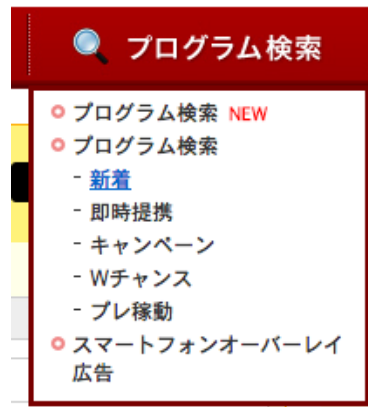 プログラム検索
プログラム検索 NEW
プログラム検索
- 新着
- 即時提携
- キャンペーン
- Wチャンス
- プレ稼動
スマートフォンオーバーレイ
広告